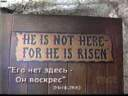 HE IS NOT HERE-
FOR HE IS RISEN
"Его нет здесь -
Он воскрес"